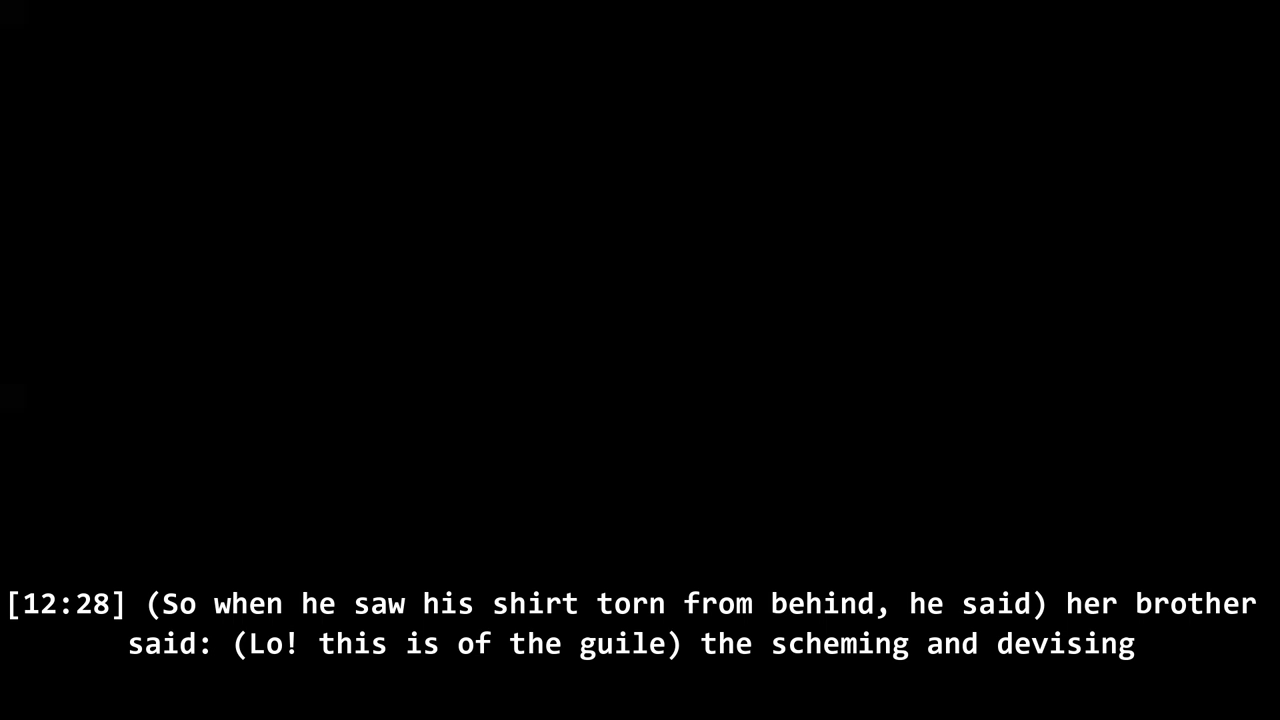 [12:28] (So when he saw his shirt torn from behind, he said) her brother
said: (Lo! this is of the guile) the scheming and devising